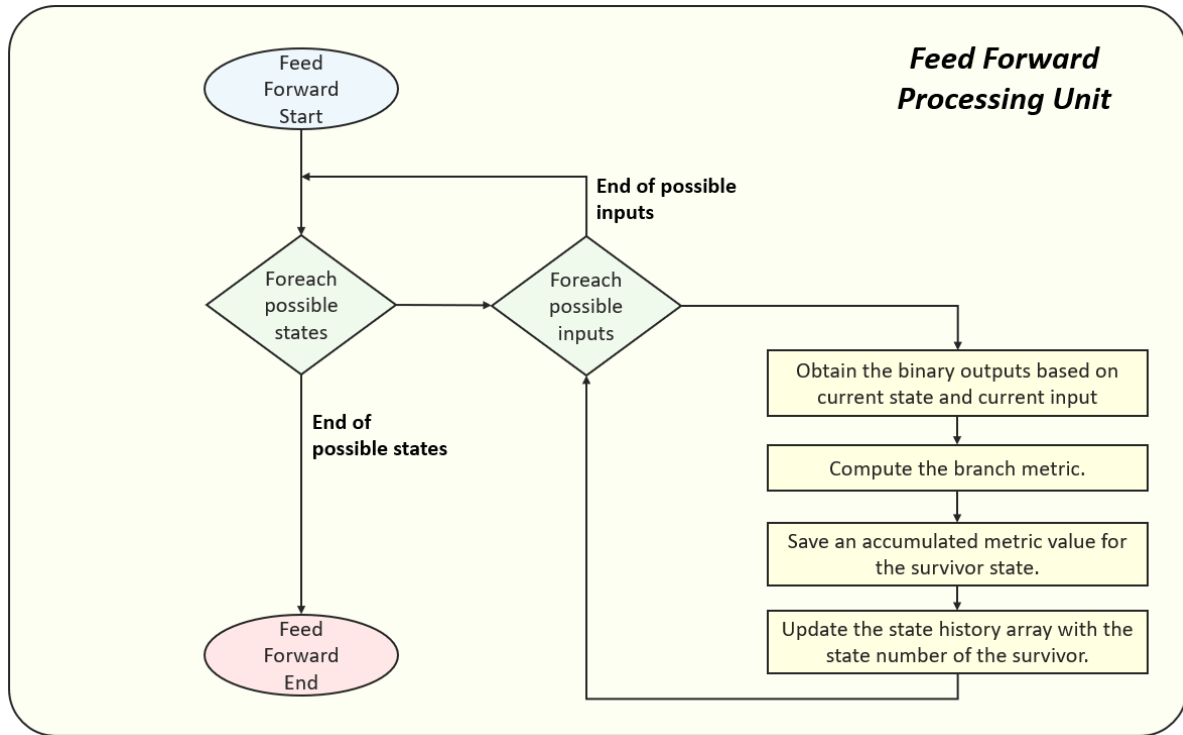 Feed Forward
Processing Unit
Feed
Forward
Start
End of possible
inputs
Foreach
possible
states
Foreach
possible
inputs
Obtain the binary outputs based on
current state and current input
End of
possible states
Compute the branch metric.
Save an accumulated metric value for
the survivor state.
Update the state history array with the
state number of the survivor.
Feed
Forward
End